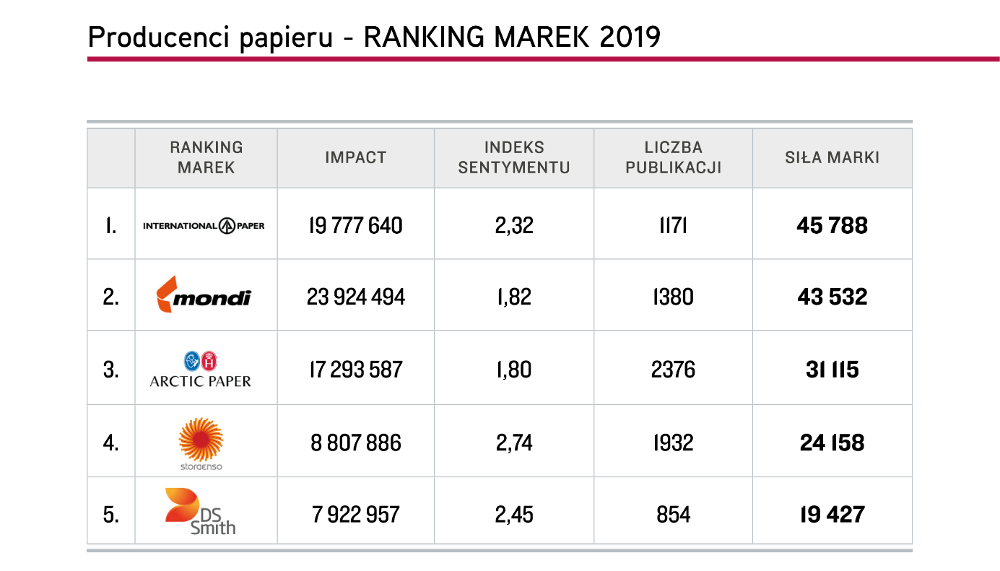 Producenci papieru - RANKING MAREK 2019
RANKING
MAREK
IMPACT
INDEKS
SENTYMENTU
LICZBA
PUBLIKACJI
SIŁA MARKI
1.
INTERNATIONAL PAPER
19 777 640
2,32
1171
45 788
2.
mondi
23 924 494
1,82
1380
43 532
3.
H
ARCTIC PAPER
17 293 587
1,80
2376
31 115
4.
storaenso
8 807 886
2,74
1932
24 158
5.
DS
Smith
7 922 957
2,45
854
19 427